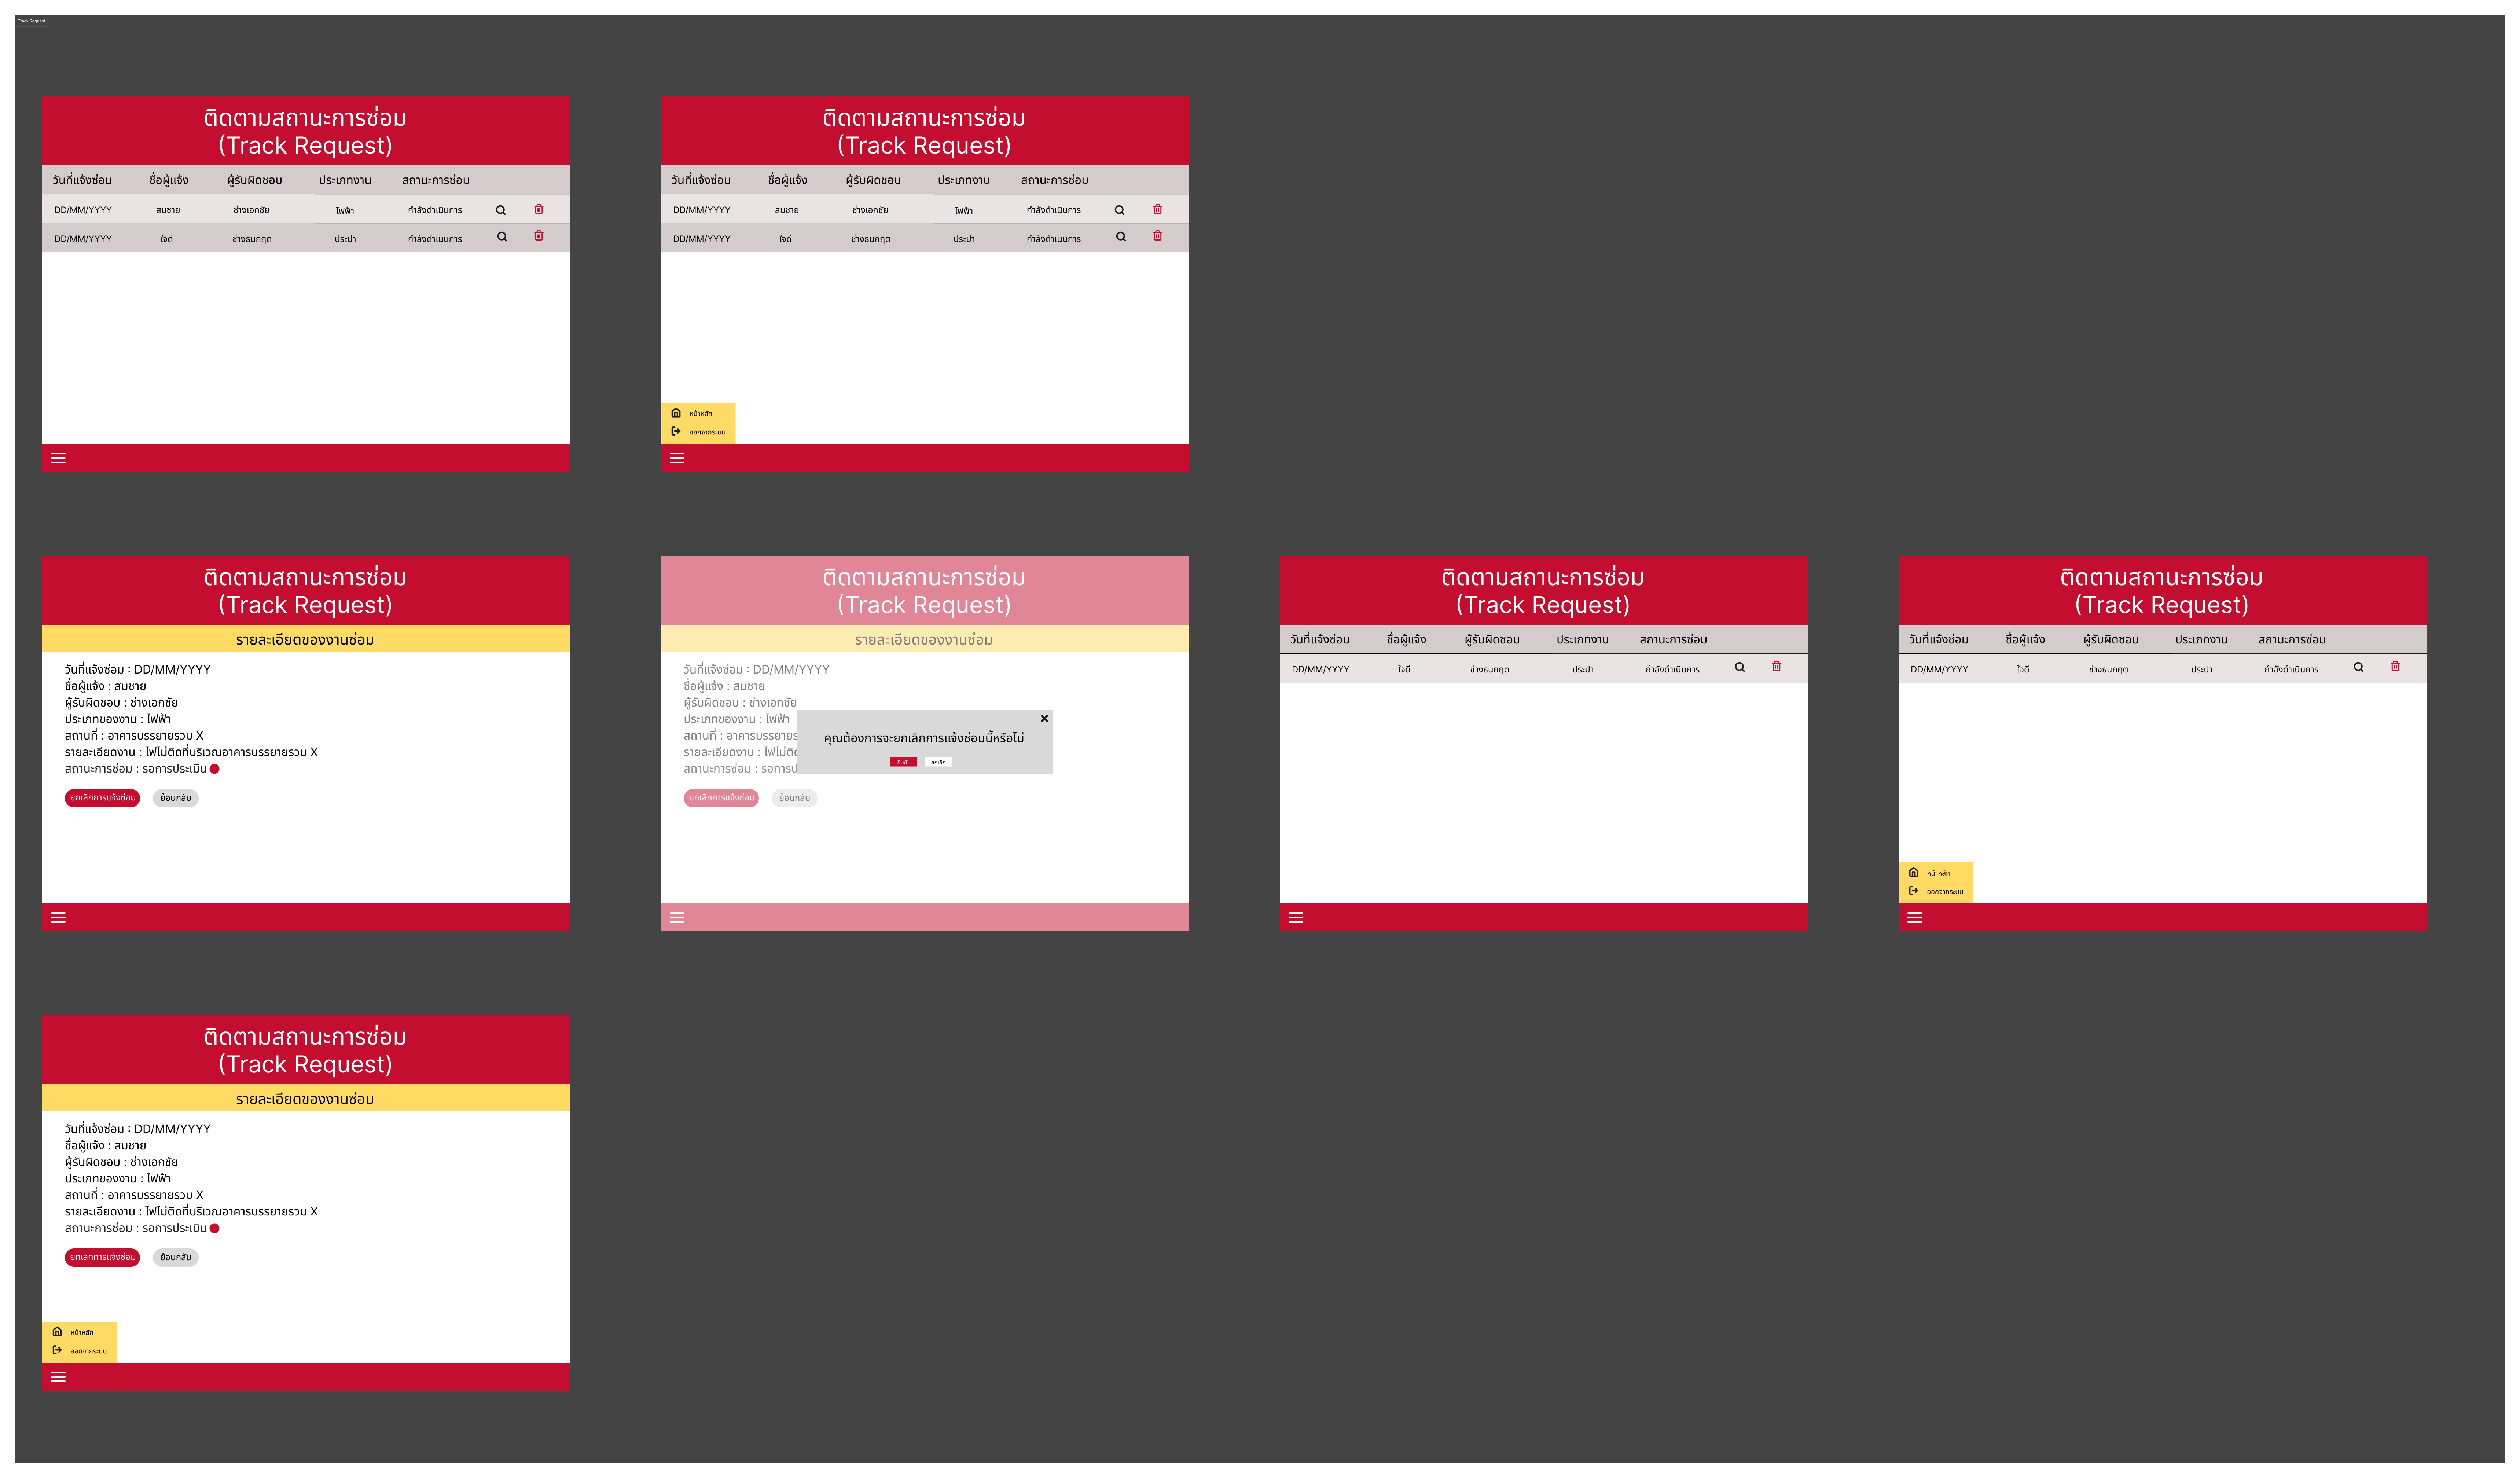 Track Request
ติดตามสถานะการซ่อม
(Track Request)
วันที่แจ้งซ่อม ชื่อผู้แจ้ง ผู้รับผิดชอบ ประเภทงาน สถานะการซ่อม
DD/MM/YYYY สมชาย ช่างเอกชัย ไฟฟ้า กำลังดำเนินการ
DD/MM/YYYY ใจดี ช่างธนกฤต ประปา กำลังดำเนินการ
ติดตามสถานะการซ่อม
(Track Request)
วันที่แจ้งซ่อม ชื่อผู้แจ้ง ผู้รับผิดชอบ ประเภทงาน สถานะการซ่อม
DD/MM/YYYY สมชาย ช่างเอกชัย ไฟฟ้า กำลังดำเนินการ
DD/MM/YYYY ใจดี ช่างธนกฤต ประปา กำลังดำเนินการ
หน้าหลัก
ออกจากระบบ
ติดตามสถานะการซ่อม
(Track Request)
รายละเอียดของงานซ่อม
วันที่แจ้งซ่อม : DD/MM/YYYY
ชื่อผู้แจ้ง : สมชาย
ผู้รับผิดชอบ : ช่างเอกชัย
ประเภทของงาน : ไฟฟ้า
สถานที่ : อาคารบรรยายรวม X
รายละเอียดงาน : ไฟไม่ติดที่บริเวณอาคารบรรยายรวม X
สถานะการซ่อม : รอการประเมิน
ยกเลิกการแจ้งซ่อม ย้อนกลับ
ติดตามสถานะการซ่อม
(Track Request)
รายละเอียดของงานซ่อม
วันที่แจ้งซ่อม : DD/MM/YYYY
ชื่อผู้แจ้ง : สมชาย
ผู้รับผิดชอบ : ช่างเอกชัย
ประเภทของงาน : ไฟฟ้า
สถานที่ : อาคารบรรยาย
รายละเอียดงาน : ไฟไม่ติด
สถานะการซ่อม : รอการ
คุณต้องการจะยกเลิกการแจ้งซ่อมนี้หรือไม่
ยืนยัน ยกเลิก
ยกเลิกการแจ้งซ่อม ย้อนกลับ
ติดตามสถานะการซ่อม
(Track Request)
วันที่แจ้งซ่อม ชื่อผู้แจ้ง ผู้รับผิดชอบ ประเภทงาน สถานะการซ่อม
DD/MM/YYYY ใจดี ช่างธนกฤต ประปา กำลังดำเนินการ
ติดตามสถานะการซ่อม
(Track Request)
วันที่แจ้งซ่อม ชื่อผู้แจ้ง ผู้รับผิดชอบ ประเภทงาน สถานะการซ่อม
DD/MM/YYYY ใจดี ช่างธนกฤต ประปา กำลังดำเนินการ
หน้าหลัก
ออกจากระบบ
ติดตามสถานะการซ่อม
(Track Request)
รายละเอียดของงานซ่อม
วันที่แจ้งซ่อม : DD/MM/YYYY
ชื่อผู้แจ้ง : สมชาย
ผู้รับผิดชอบ : ช่างเอกชัย
ประเภทของงาน : ไฟฟ้า
สถานที่ : อาคารบรรยายรวม X
รายละเอียดงาน : ไฟไม่ติดที่บริเวณอาคารบรรยายรวม X
สถานะการซ่อม : รอการประเมิน
ยกเลิกการแจ้งซ่อม ย้อนกลับ
หน้าหลัก
ออกจากระบบ